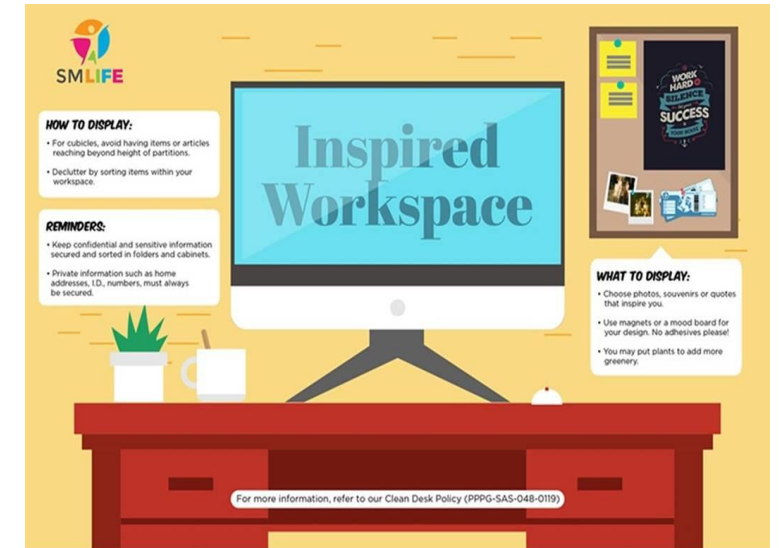 SMLIFE
HOW TO DISPLAY:
• For cubicles, avoid having items or articles
reaching beyond height of partitions.
• Declutter by sorting items within your
workspace.
REMINDERS:
• Keep confidential and sensitive information
secured and sorted in folders and cabinets.
• Private information such as home
addresses, I.D., numbers, must always
be secured.
Inspired
Workspace
WORK
HARD
SILENCE
SUCCESS
WHAT TO DISPLAY:
• Choose photos, souvenirs or quotes
that inspire you.
• Use magnets or a mood board for
your design. No adhesives please!
• You may put plants to add more
greenery.
For more information, refer to our Clean Desk Policy (PPPG-SAS-048-0119)